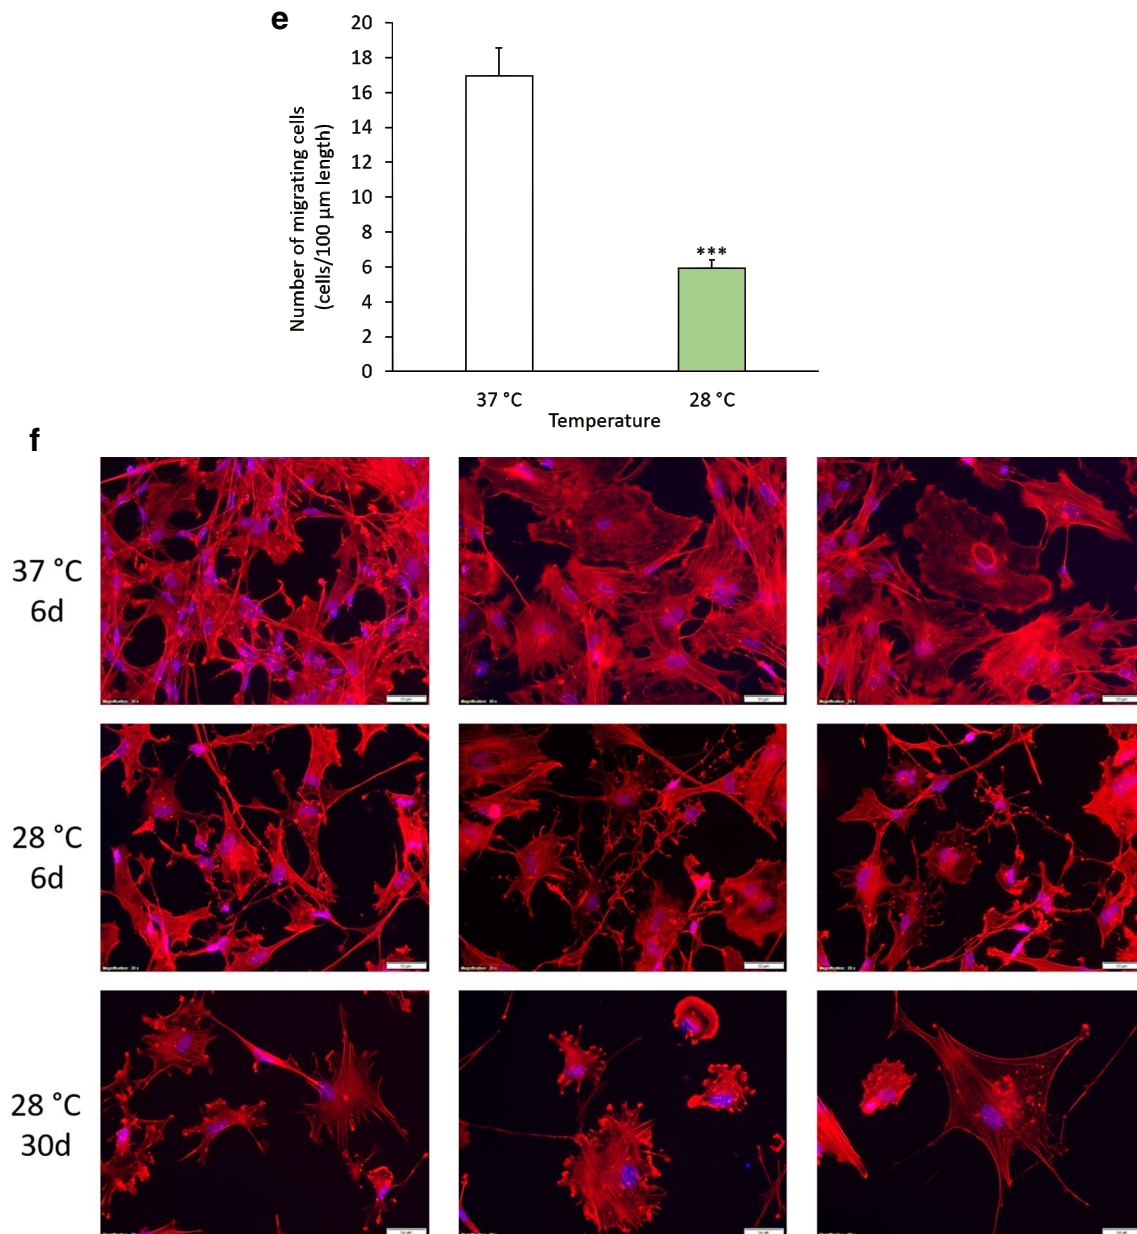 e
20
18
16
14
12
10
8
6
4
2
0
Number of migrating cells
(cells/100 µm length)
***
37 °C
28 °C
Temperature
f
37 °C
6d
28 °C
6d
28 °C
30d